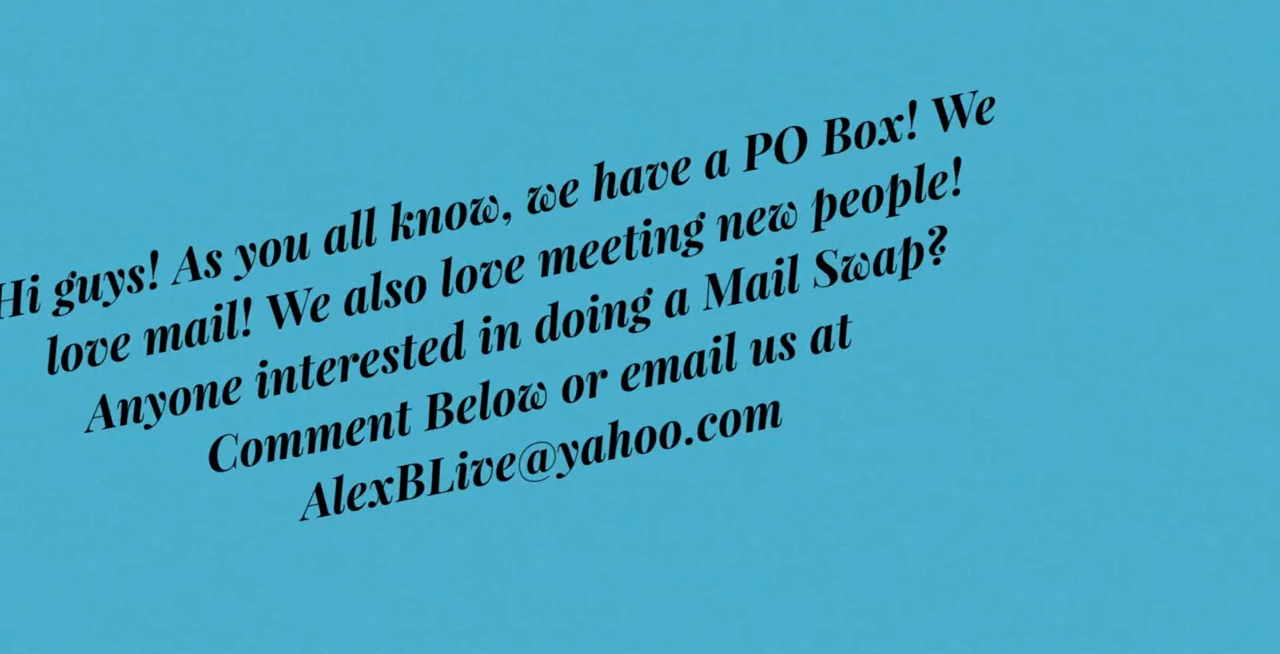 Hi guys! As you all know, we have a PO Box! We
love mail! We also love meeting new people!
Anyone interested in doing a Mail Swap?
Comment Below or email us at
AlexBLive@yahoo.com